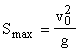 S_max = v_0^2 / g